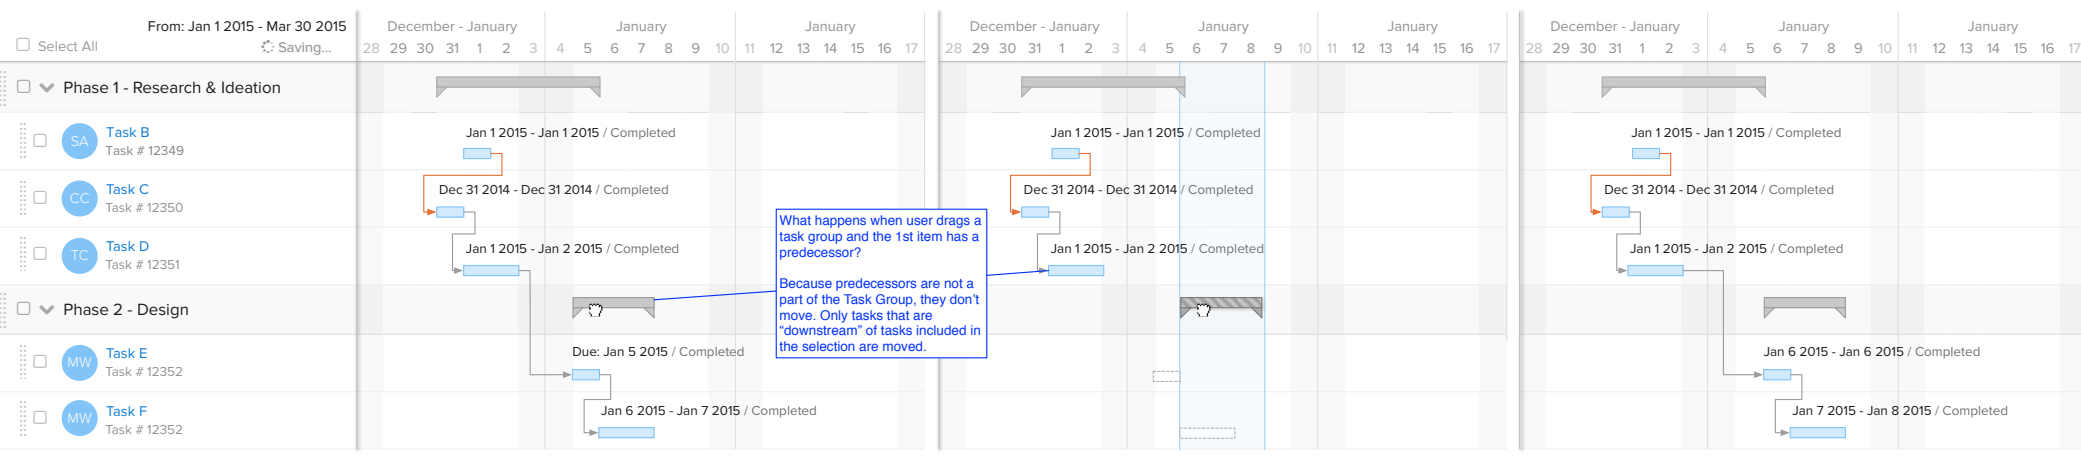 From: Jan 1 2015 - Mar 30 2015
Select All
Saving...
December - January January January
28 29 30 31 1 2 3 4 5 6 7 8 9 10 11 12 13 14 15 16 17
December - January January January
28 29 30 31 1 2 3 4 5 6 7 8 9 10 11 12 13 14 15 16 17
December - January January January
28 29 30 31 1 2 3 4 5 6 7 8 9 10 11 12 13 14 15 16 17
Phase 1 - Research & Ideation
SA
Task B
Task # 12349
Jan 1 2015 - Jan 1 2015 / Completed
Jan 1 2015 - Jan 1 2015 / Completed
Jan 1 2015 - Jan 1 2015 / Completed
CC
Task C
Task # 12350
Dec 31 2014 - Dec 31 2014 / Completed
Dec 31 2014 - Dec 31 2014 / Completed
Dec 31 2014 - Dec 31 2014 / Completed
TC
Task D
Task # 12351
Jan 1 2015 - Jan 2 2015 / Completed
Jan 1 2015 - Jan 2 2015 / Completed
Jan 1 2015 - Jan 2 2015 / Completed
What happens when user drags a
task group and the 1st item has a
predecessor?
Because predecessors are not a
part of the Task Group, they don’t
move. Only tasks that are
“downstream” of tasks included in
the selection are moved.
Phase 2 - Design
MW
Task E
Task # 12352
Due: Jan 5 2015 / Completed
Jan 6 2015 - Jan 6 2015 / Completed
MW
Task F
Task # 12352
Jan 6 2015 - Jan 7 2015 / Completed
Jan 7 2015 - Jan 8 2015 / Completed